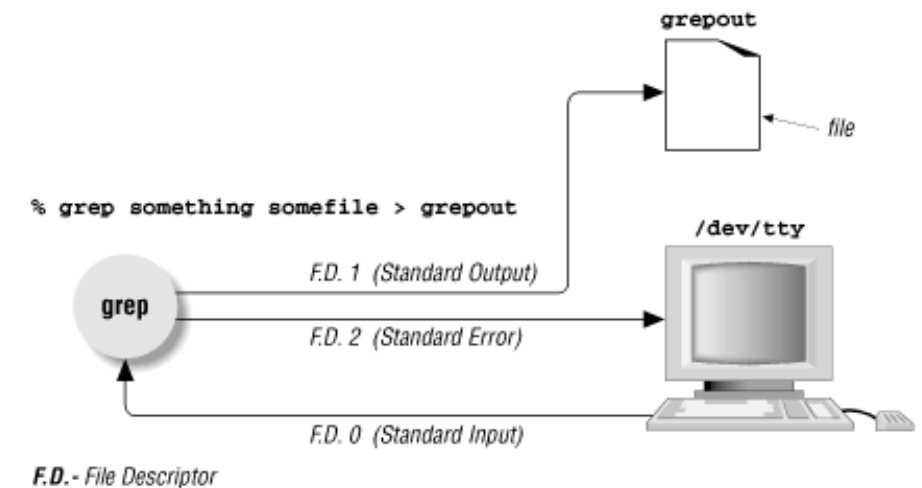 grepout
file
% grep something somefile > grepout
/dev/tty
F.D. 1 (Standard Output)
grep
F.D. 2 (Standard Error)
F.D. 0 (Standard Input)
F.D.- File Descriptor